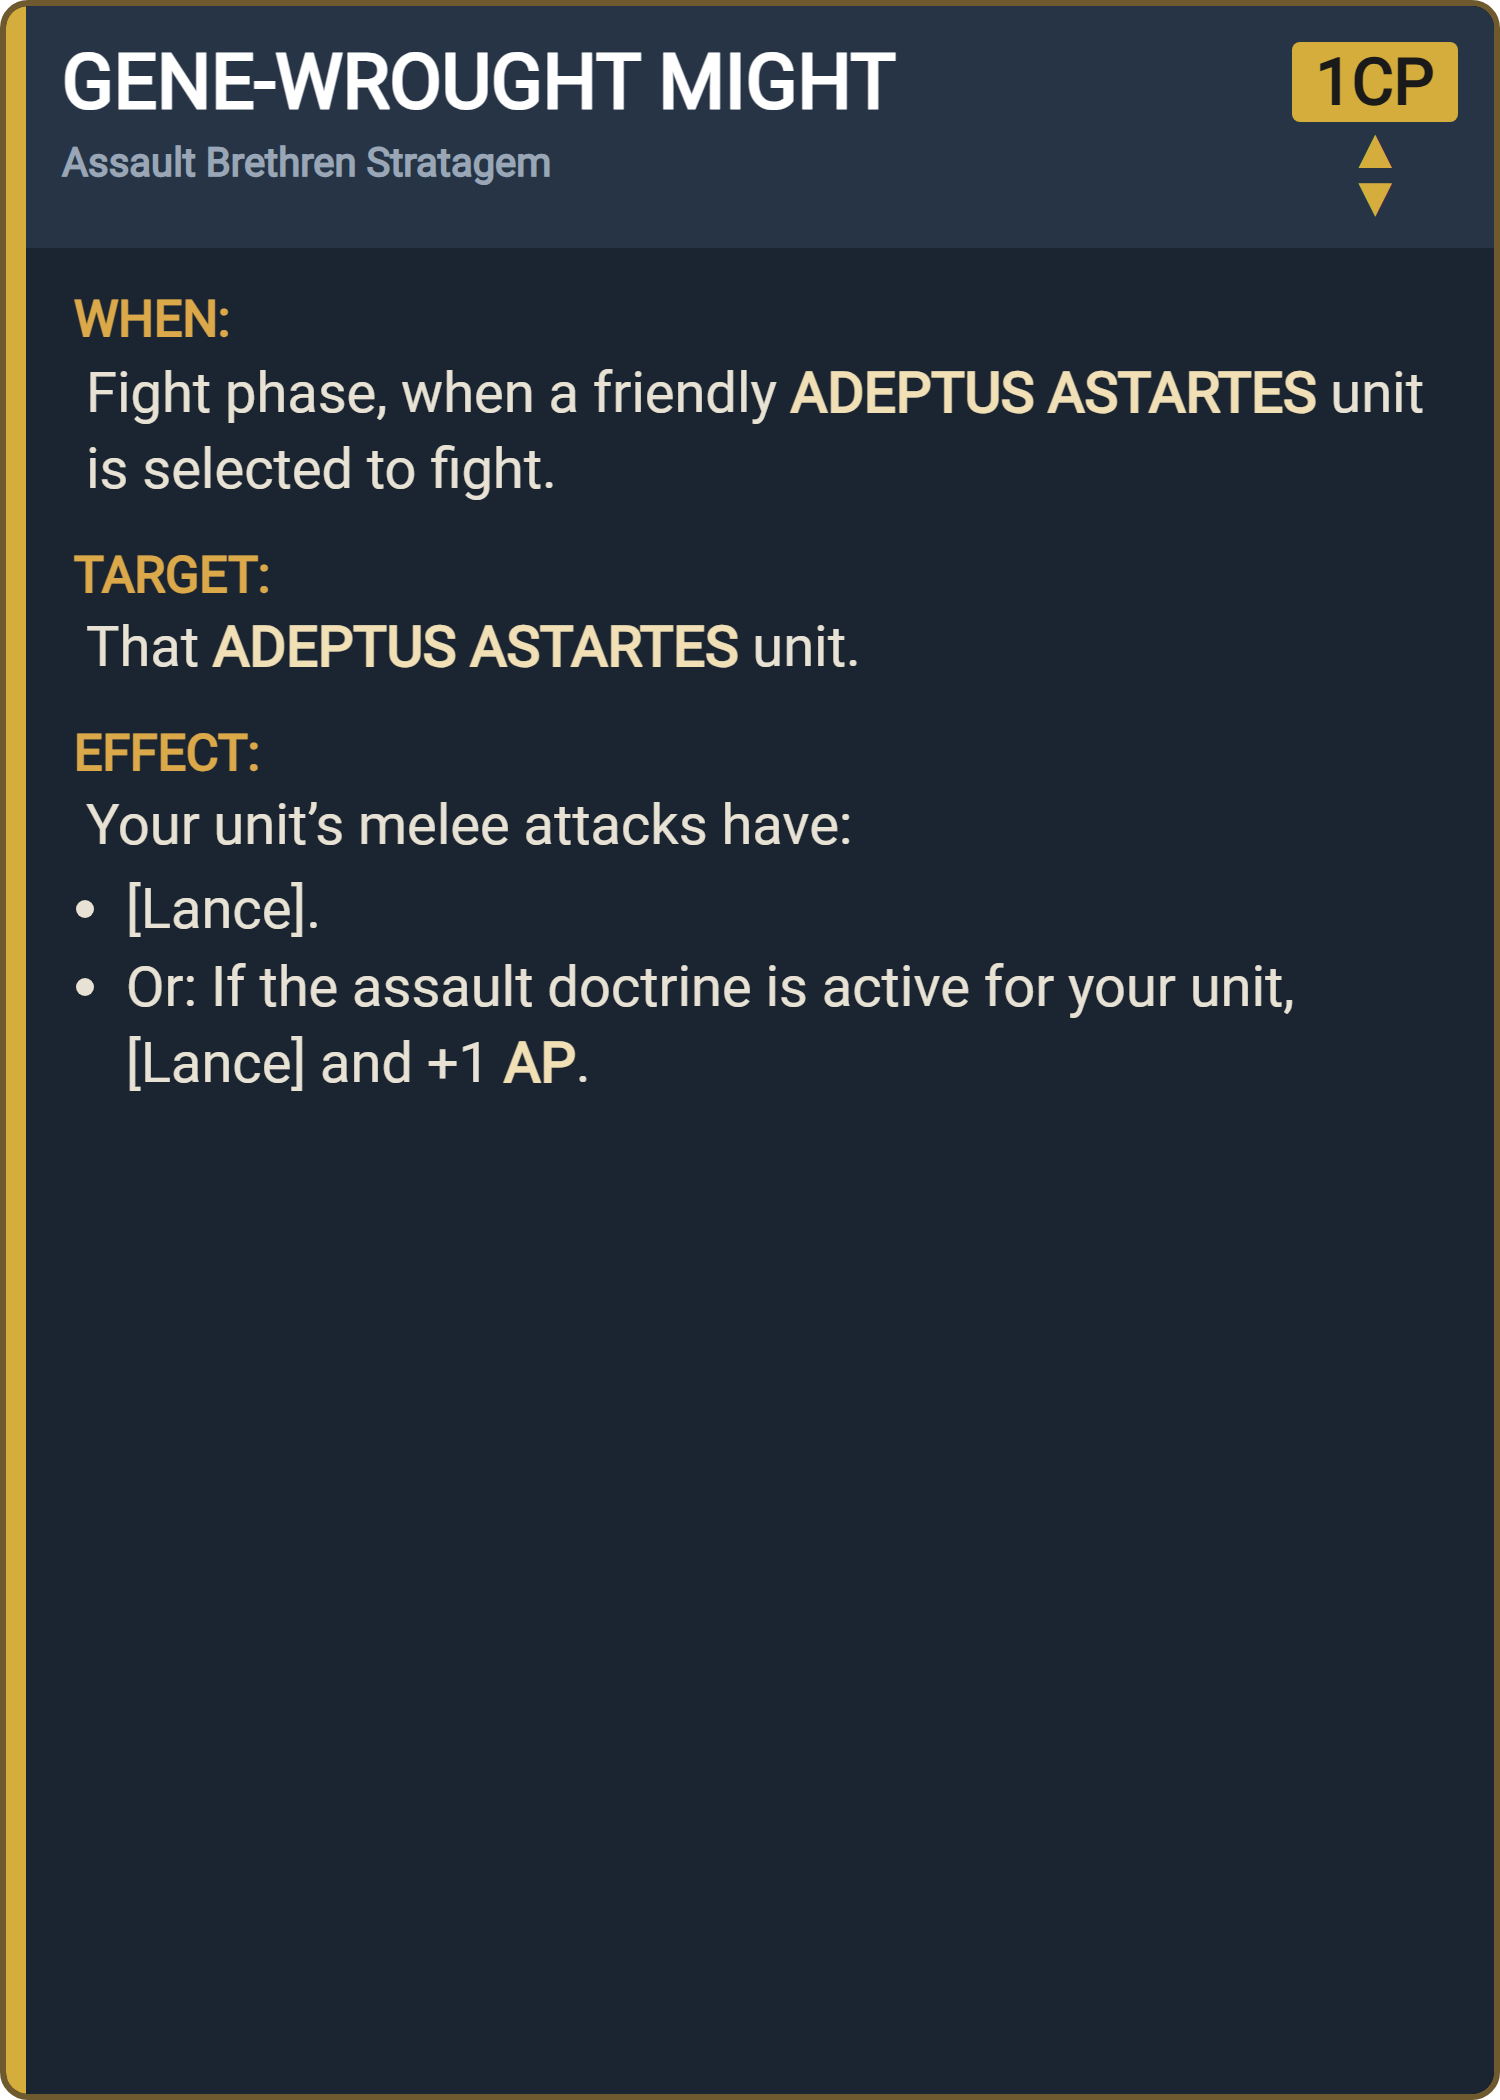 GENE-WROUGHT MIGHT
1CP
Assault Brethren Stratagem
▲
▼
WHEN:
Fight phase, when a friendly ADEPTUS ASTARTES unit
is selected to fight.
TARGET:
That ADEPTUS ASTARTES unit.
EFFECT:
Your unit’s melee attacks have:
• [Lance].
• Or: If the assault doctrine is active for your unit,
[Lance] and +1 AP.